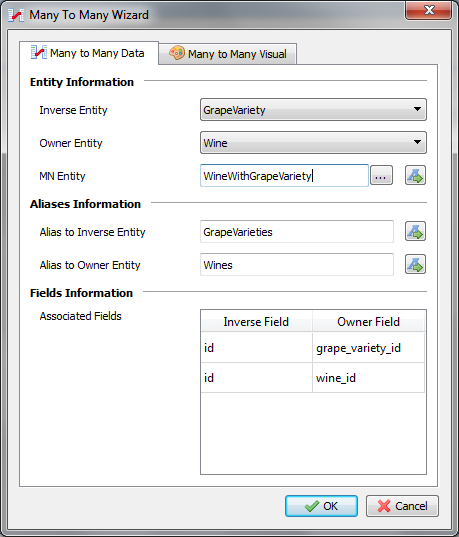 Many To Many Wizard
Many to Many Data Many to Many Visual
Entity Information
Inverse Entity GrapeVariety
Owner Entity Wine
MN Entity WineWithGrapeVariety ...
Aliases Information
Alias to Inverse Entity GrapeVarieties
Alias to Owner Entity Wines
Fields Information
Associated Fields Inverse Field Owner Field
id grape_variety_id
id wine_id
OK Cancel